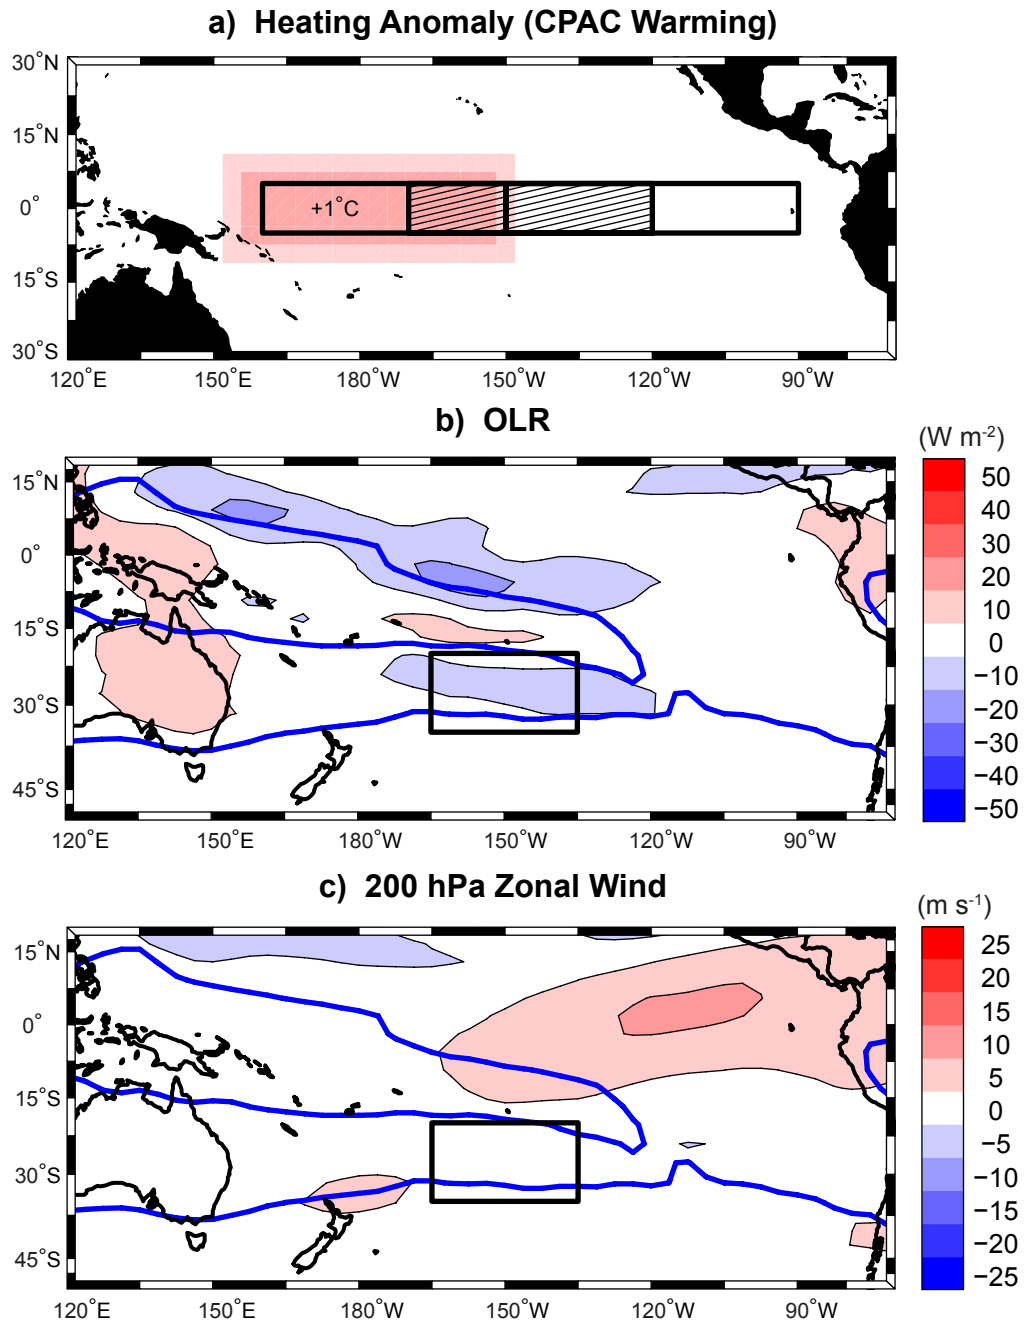 a) Heating Anomaly (CPAC Warming)
30°N
15°N
0°
15°S
30°S
+1°C
120°E 150°E 180°W 150°W 120°W 90°W
b) OLR
(W m-2)
15°N
0°
15°S
30°S
45°S
50
40
30
20
10
0
−10
−20
−30
−40
−50
120°E 150°E 180°W 150°W 120°W 90°W
c) 200 hPa Zonal Wind
(m s-1)
15°N
0°
15°S
30°S
45°S
25
20
15
10
5
0
−5
−10
−15
−20
−25
120°E 150°E 180°W 150°W 120°W 90°W